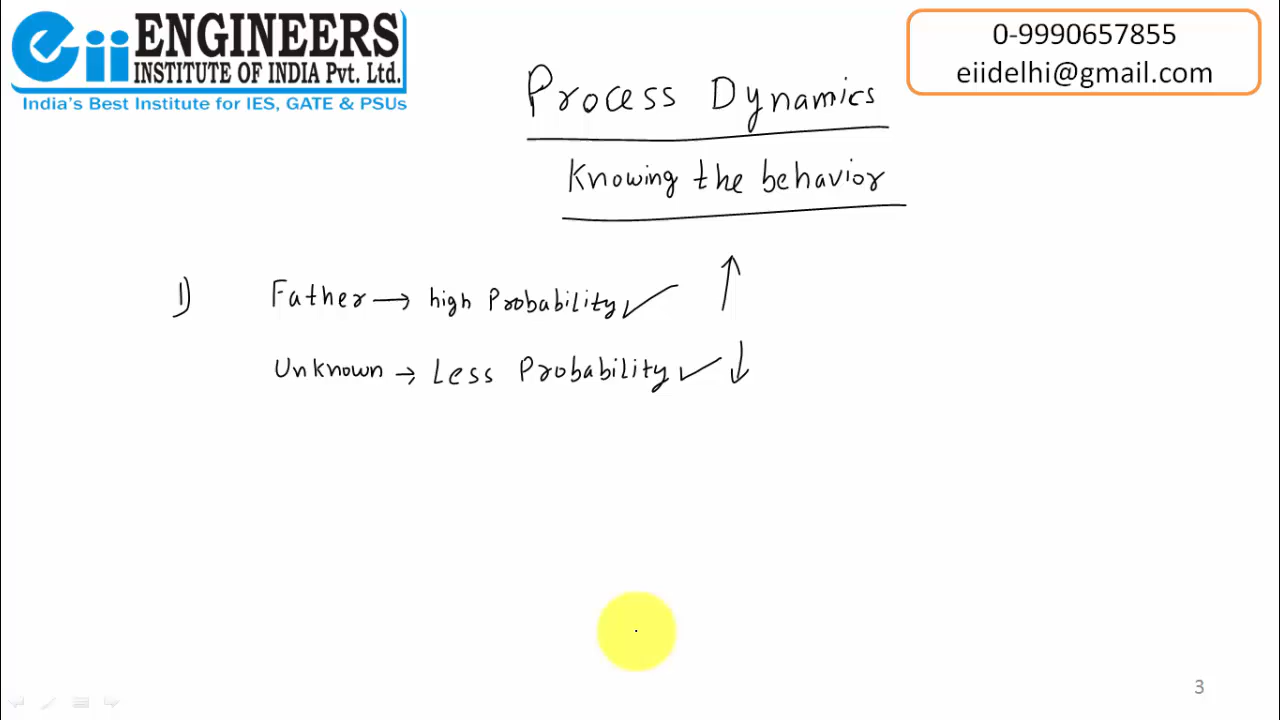 eii ENGINEERS
INSTITUTE OF INDIA Pvt. Ltd.
India's Best Institute for IES, GATE & PSUs
0-9990657855
eiidelhi@gmail.com
Process Dynamics
Knowing the behavior
1) Father → high Probability ✓ ↑
Unknown → Less Probability ✓ ↓
3